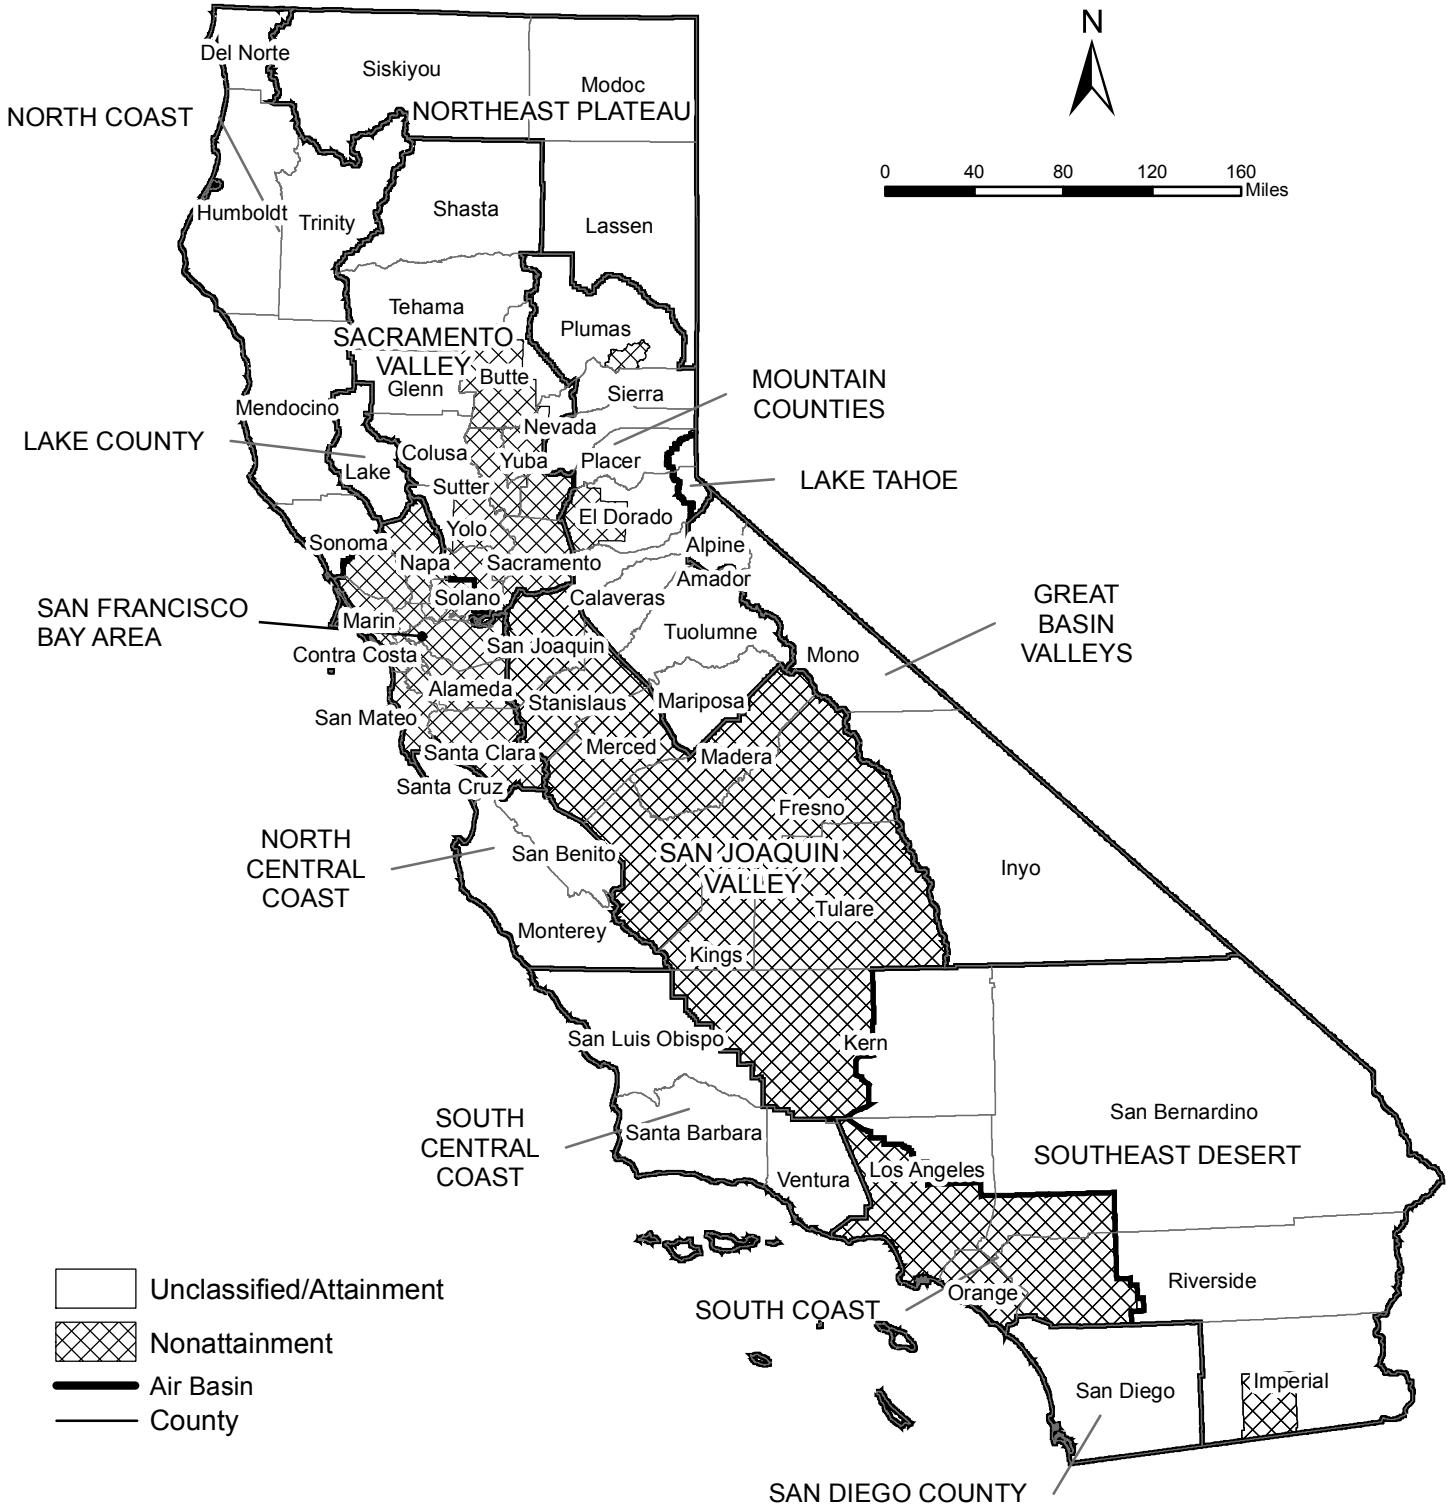 N
0
40
80
120
160
Miles
Del Norte
Siskiyou
Modoc
NORTHEAST PLATEAU
NORTH COAST
Humboldt
Trinity
Shasta
Lassen
Tehama
SACRAMENTO
VALLEY
Plumas
Glenn
Butte
Sierra
MOUNTAIN
COUNTIES
Mendocino
Nevada
LAKE COUNTY
Lake
Colusa
Yuba
Placer
LAKE TAHOE
Sutter
Yolo
El Dorado
Sonoma
Napa
Sacramento
Alpine
Amador
Solano
Calaveras
SAN FRANCISCO
BAY AREA
Marin
Contra Costa
San Joaquin
Tuolumne
Mono
GREAT
BASIN
VALLEYS
Alameda
Stanislaus
Mariposa
San Mateo
Santa Clara
Merced
Madera
Santa Cruz
Fresno
NORTH
CENTRAL
COAST
San Benito
SAN JOAQUIN
VALLEY
Inyo
Tulare
Monterey
Kings
San Luis Obispo
Kern
SOUTH
CENTRAL
COAST
Santa Barbara
San Bernardino
SOUTHEAST DESERT
Ventura
Los Angeles
Orange
Riverside
SOUTH COAST
San Diego
Imperial
SAN DIEGO COUNTY
Unclassified/Attainment
Nonattainment
Air Basin
County